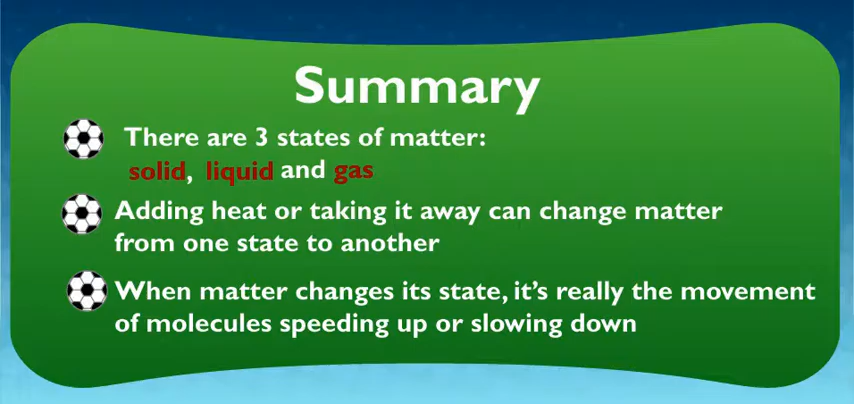 Summary
There are 3 states of matter:
solid, liquid and gas
Adding heat or taking it away can change matter
from one state to another
When matter changes its state, it’s really the movement
of molecules speeding up or slowing down